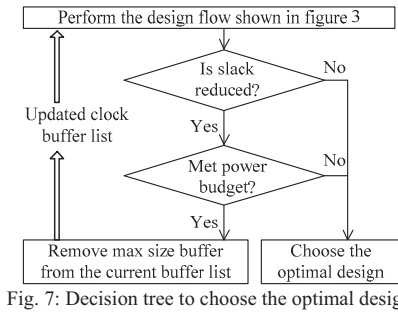 Perform the design flow shown in figure 3
Is slack
reduced?
No
Yes
Updated clock
buffer list
Met power
budget?
No
Yes
Remove max size buffer
from the current buffer list
Choose the
optimal design
Fig. 7: Decision tree to choose the optimal desig